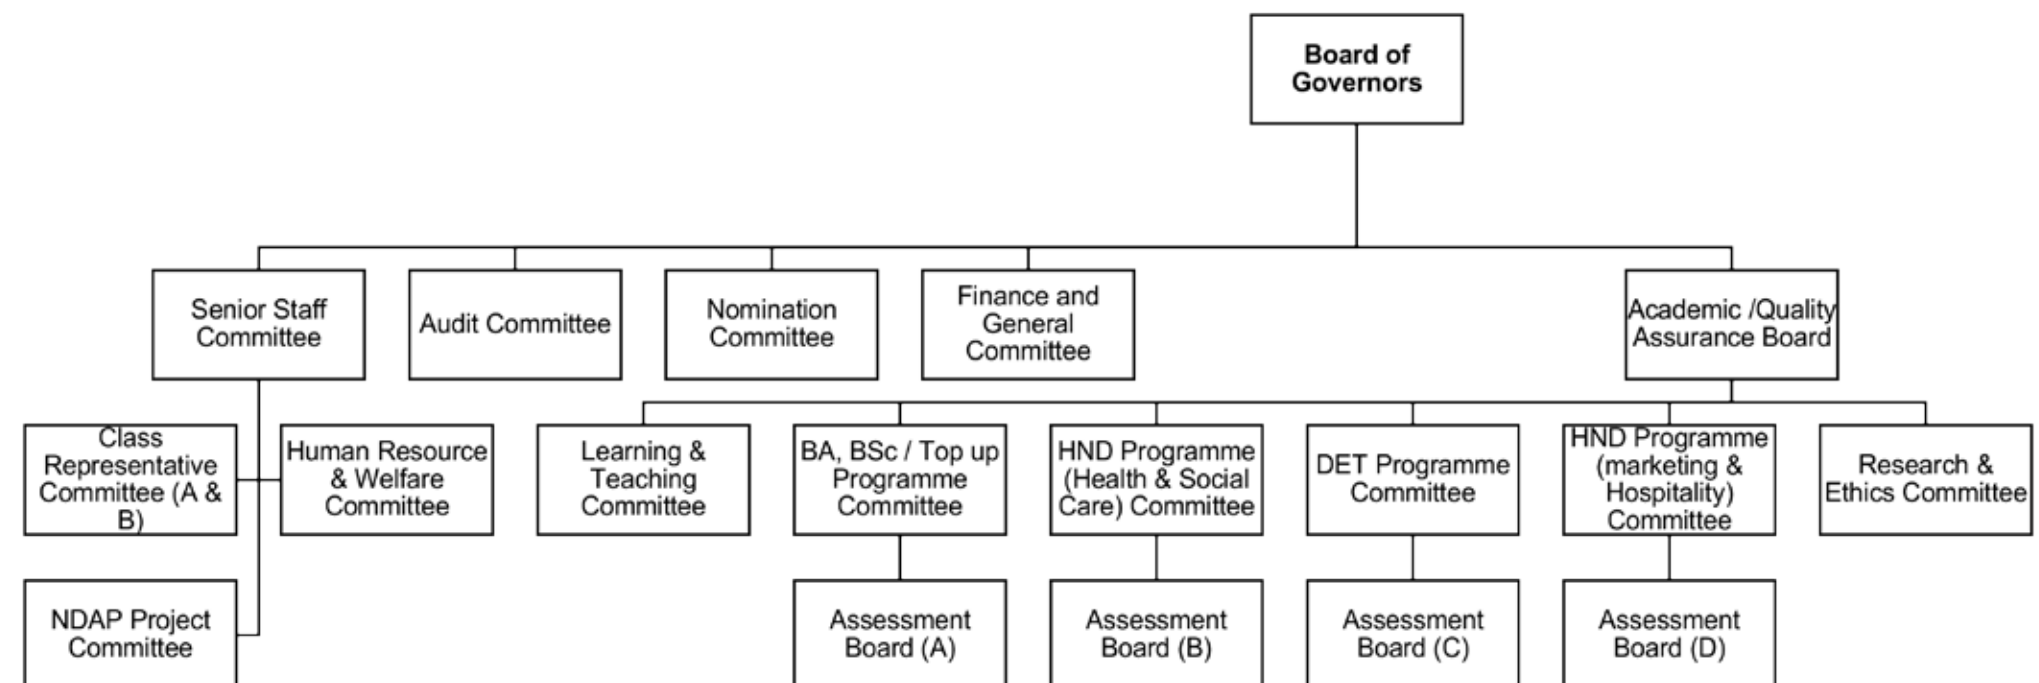 Board of
Governors
Senior Staff
Committee
Audit Committee
Nomination
Committee
Finance and
General
Committee
Academic /Quality
Assurance Board
Class
Representative
Committee (A &
B)
Human Resource
& Welfare
Committee
Learning &
Teaching
Committee
BA, BSc / Top up
Programme
Committee
HND Programme
(Health & Social
Care) Committee
DET Programme
Committee
HND Programme
(marketing &
Hospitality)
Committee
Research &
Ethics Committee
NDAP Project
Committee
Assessment
Board (A)
Assessment
Board (B)
Assessment
Board (C)
Assessment
Board (D)